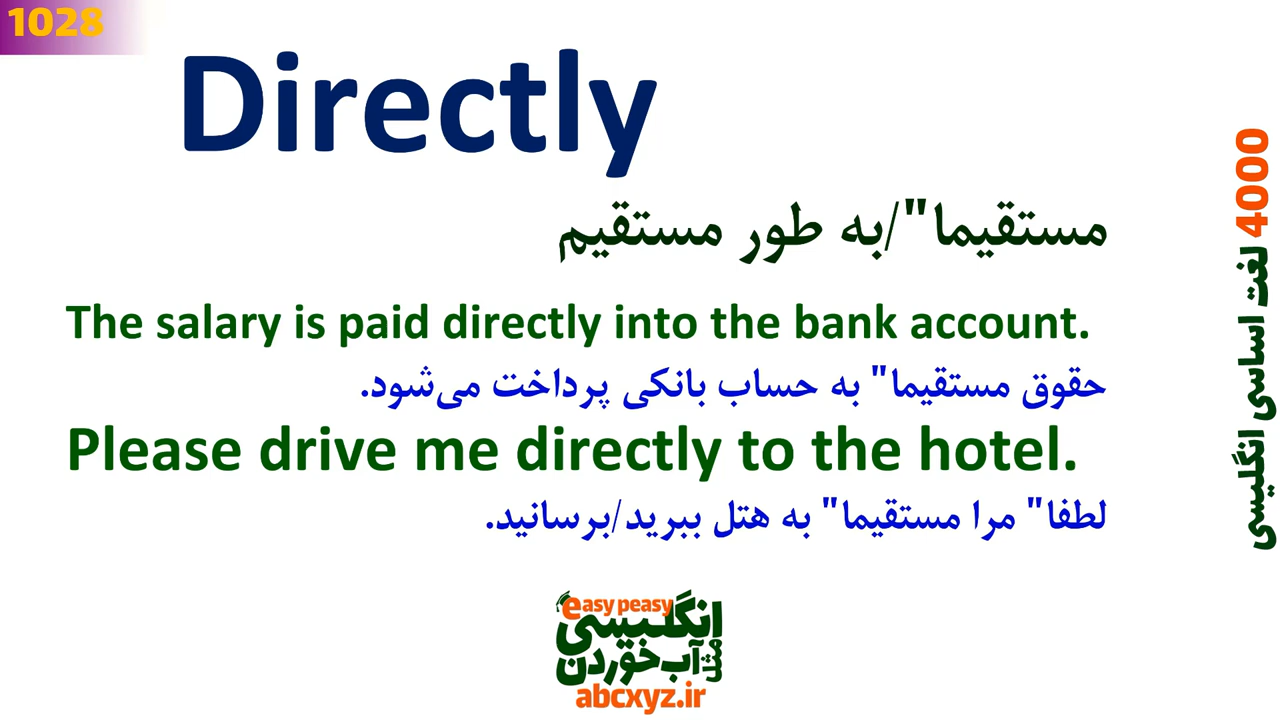 1028
Directly
مستقیما"/به طور مستقیم
The salary is paid directly into the bank account.
حقوق مستقیما" به حساب بانکی پرداخت می‌شود.
Please drive me directly to the hotel.
لطفا" مرا مستقیما" به هتل ببرید/برسانید.
4000 لغت اساسی انگلیسی
easy peasy
انگلیسی
مثل آب خوردن
abcxyz.ir